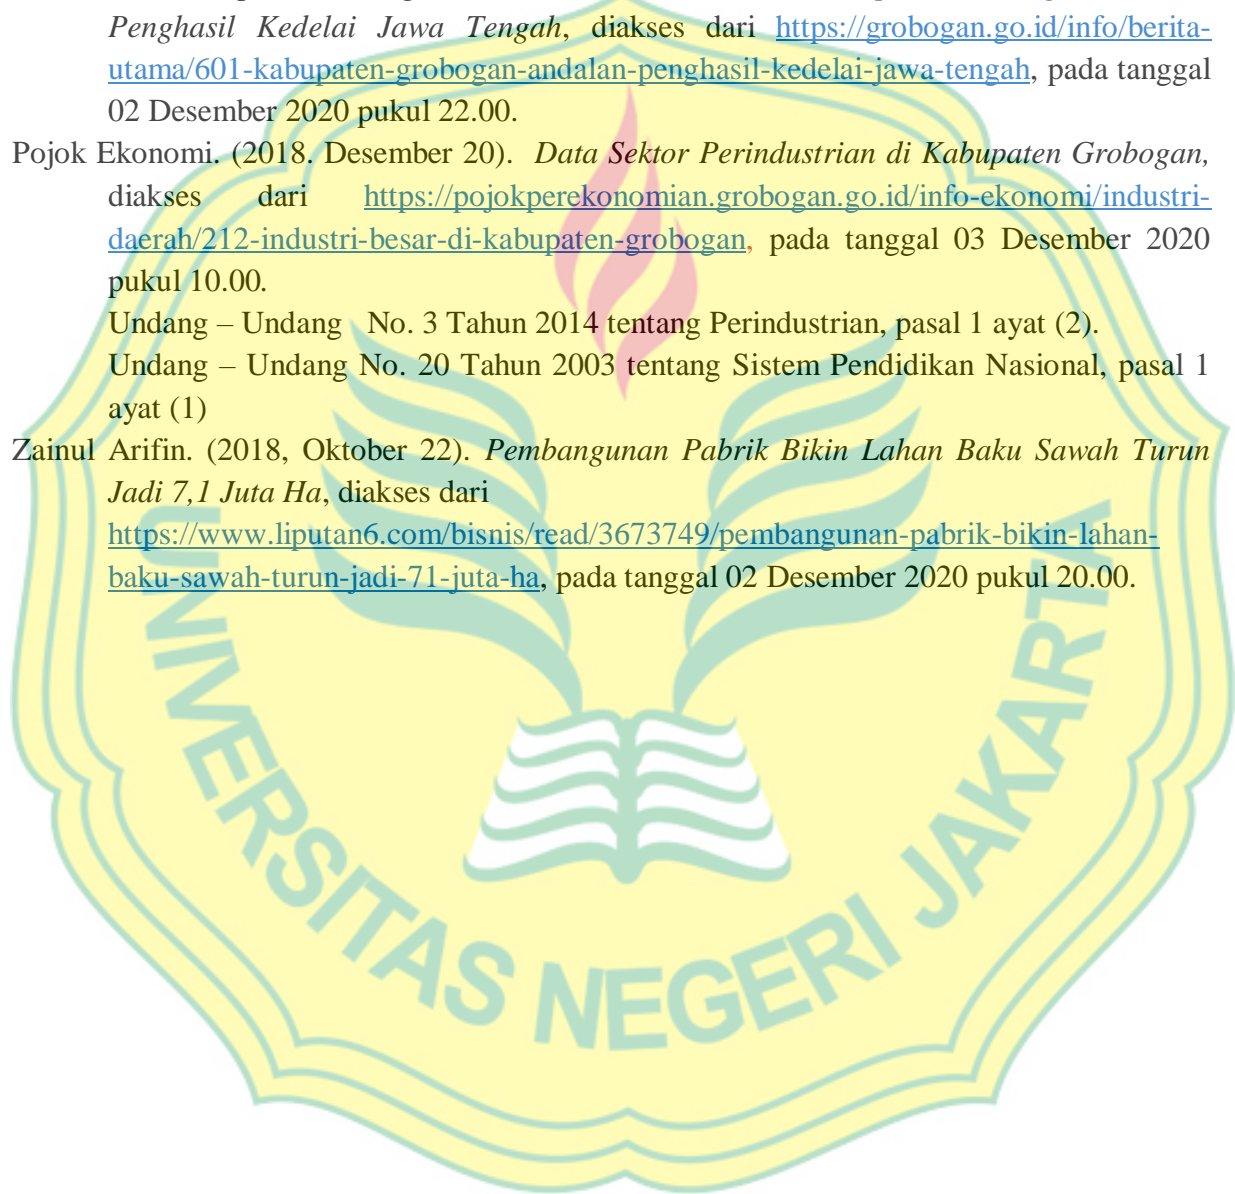 Penghasil Kedelai Jawa Tengah, diakses dari https://grobogan.go.id/info/berita-
utama/601-kabupaten-grobogan-andalan-penghasil-kedelai-jawa-tengah, pada tanggal
02 Desember 2020 pukul 22.00.
Pojok Ekonomi. (2018. Desember 20). Data Sektor Perindustrian di Kabupaten Grobogan,
diakses dari https://pojokperekonomian.grobogan.go.id/info-ekonomi/industri-
daerah/212-industri-besar-di-kabupaten-grobogan, pada tanggal 03 Desember 2020
pukul 10.00.
Undang – Undang No. 3 Tahun 2014 tentang Perindustrian, pasal 1 ayat (2).
Undang – Undang No. 20 Tahun 2003 tentang Sistem Pendidikan Nasional, pasal 1
ayat (1)
Zainul Arifin. (2018, Oktober 22). Pembangunan Pabrik Bikin Lahan Baku Sawah Turun
Jadi 7,1 Juta Ha, diakses dari
https://www.liputan6.com/bisnis/read/3673749/pembangunan-pabrik-bikin-lahan-
baku-sawah-turun-jadi-71-juta-ha, pada tanggal 02 Desember 2020 pukul 20.00.
UNIVERSITAS NEGERI JAKARTA